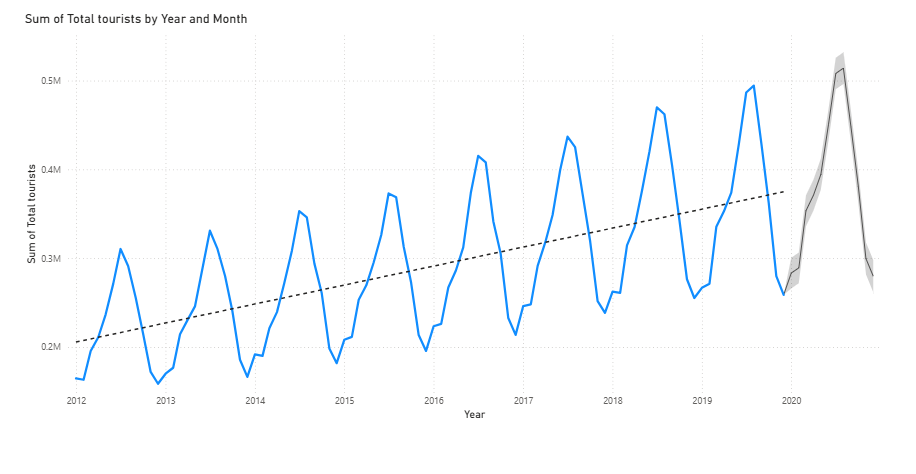 Sum of Total tourists by Year and Month
0.5M
0.4M
0.3M
0.2M
Sum of Total tourists
2012 2013 2014 2015 2016 2017 2018 2019 2020
Year